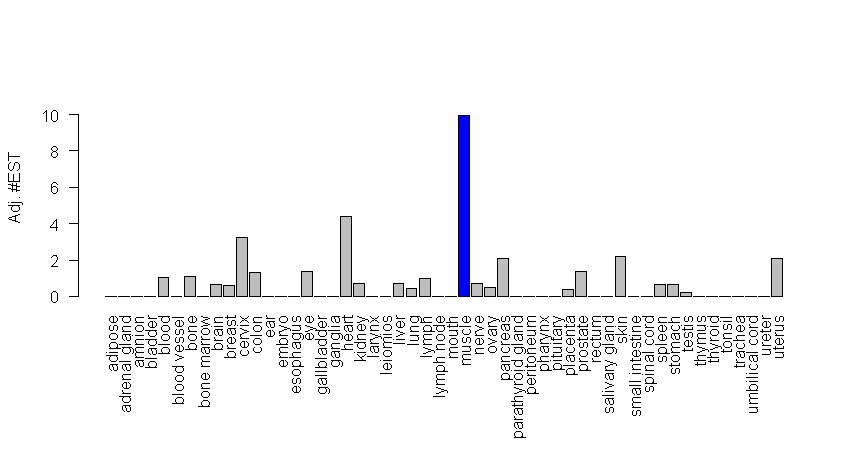 10
8
6
4
2
0
Adj. #EST
adipose
adrenal gland
amnion
bladder
blood
blood vessel
bone
bone marrow
brain
breast
cervix
colon
ear
embryo
esophagus
eye
gallbladder
ganglia
heart
kidney
larynx
leiomios
liver
lung
lymph
lymph node
mouth
muscle
nerve
ovary
pancreas
parathyroid gland
peritoneum
pharynx
pituitary
placenta
prostate
rectum
salivary gland
skin
small intestine
spinal cord
spleen
stomach
testis
thymus
thyroid
tonsil
trachea
umbilical cord
ureter
uterus